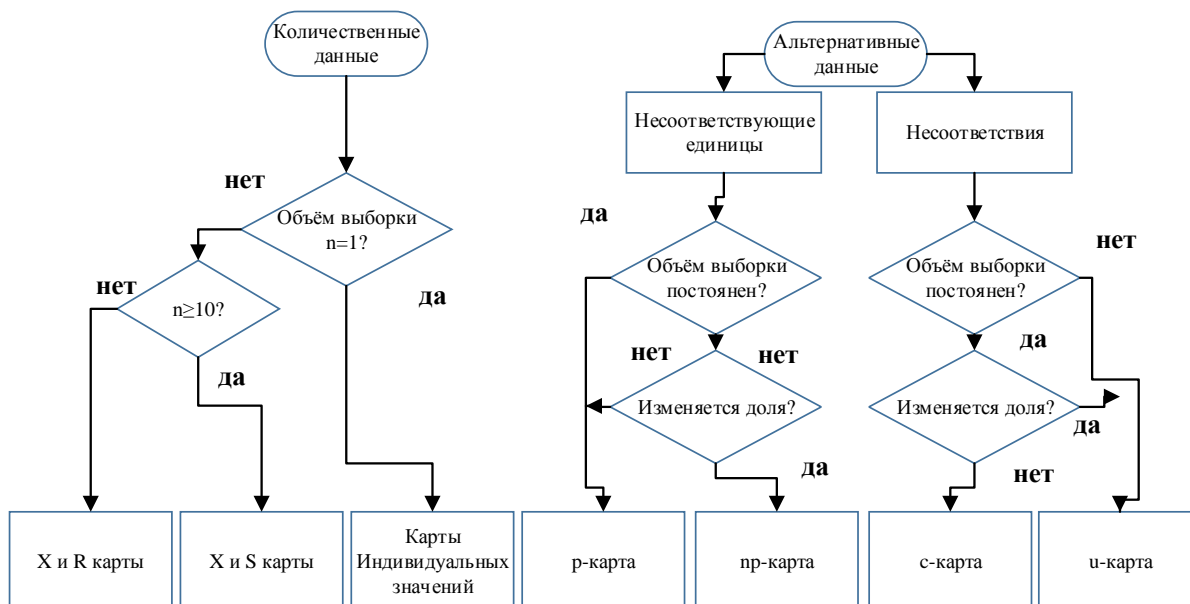 Количественные
данные
нет
Объём выборки
n=1?
нет
n≥10?
да
да
X и R карты
X и S карты
Карты
Индивидуальных
значений
Альтернативные
данные
Несоответствующие
единицы
Несоответствия
да
Объём выборки
постоянен?
нет
нет
Изменяется доля?
да
нет
Объём выборки
постоянен?
да
Изменяется доля?
да
нет
p-карта
np-карта
c-карта
u-карта